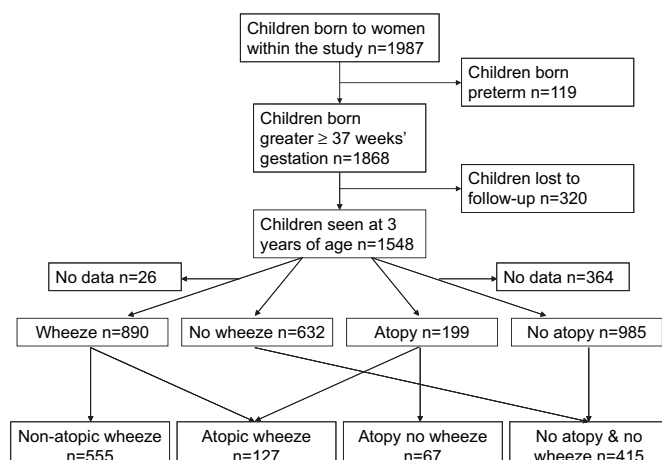 Children born to women
within the study n=1987
Children born
preterm n=119
Children born
greater ≥ 37 weeks'
gestation n=1868
Children lost to
follow-up n=320
Children seen at 3
years of age n=1548
No data n=26
No data n=364
Wheeze n=890
No wheeze n=632
Atopy n=199
No atopy n=985
Non-atopic wheeze
n=555
Atopic wheeze
n=127
Atopy no wheeze
n=67
No atopy & no
wheeze n=415